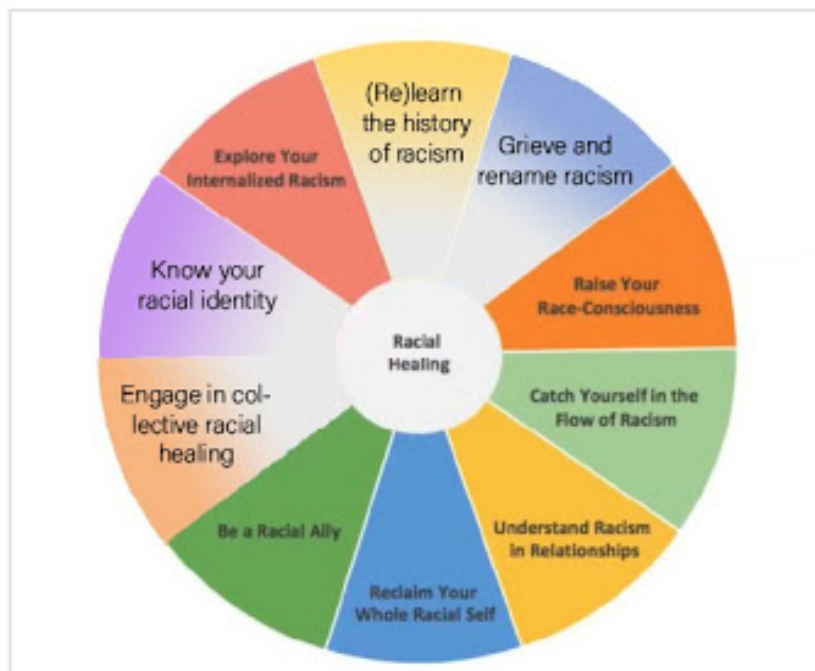 (Re)learn
the history
of racism
Grieve and
rename racism
Raise Your
Race-Consciousness
Catch Yourself in the
Flow of Racism
Understand Racism
in Relationships
Reclaim Your
Whole Racial Self
Be a Racial Ally
Engage in col-
lective racial
healing
Know your
racial identity
Explore Your
Internalized Racism
Racial
Healing